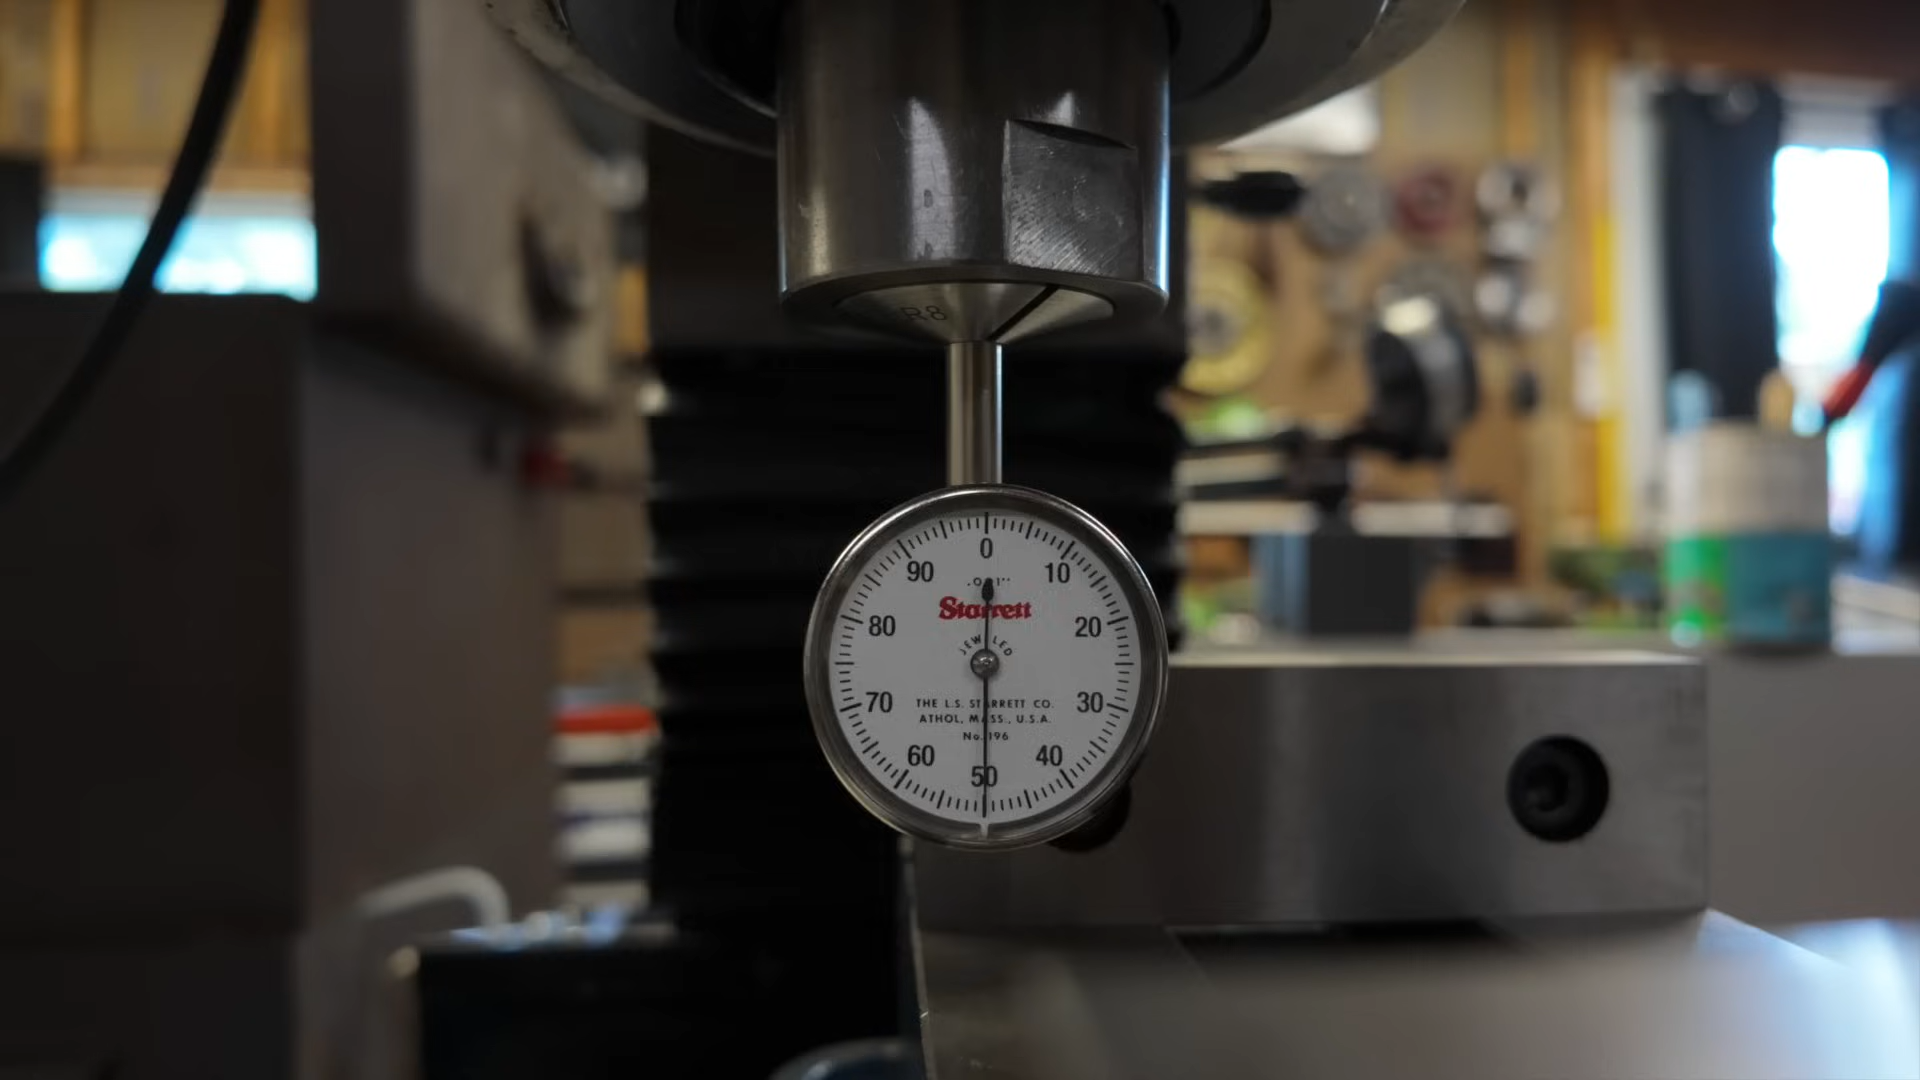 R8
0
90 10
.001"
Starrett
80 20
JEWELED
70 30
THE L.S. STARRETT CO.
ATHOL, MASS., U.S.A.
No. 196
60 40
50